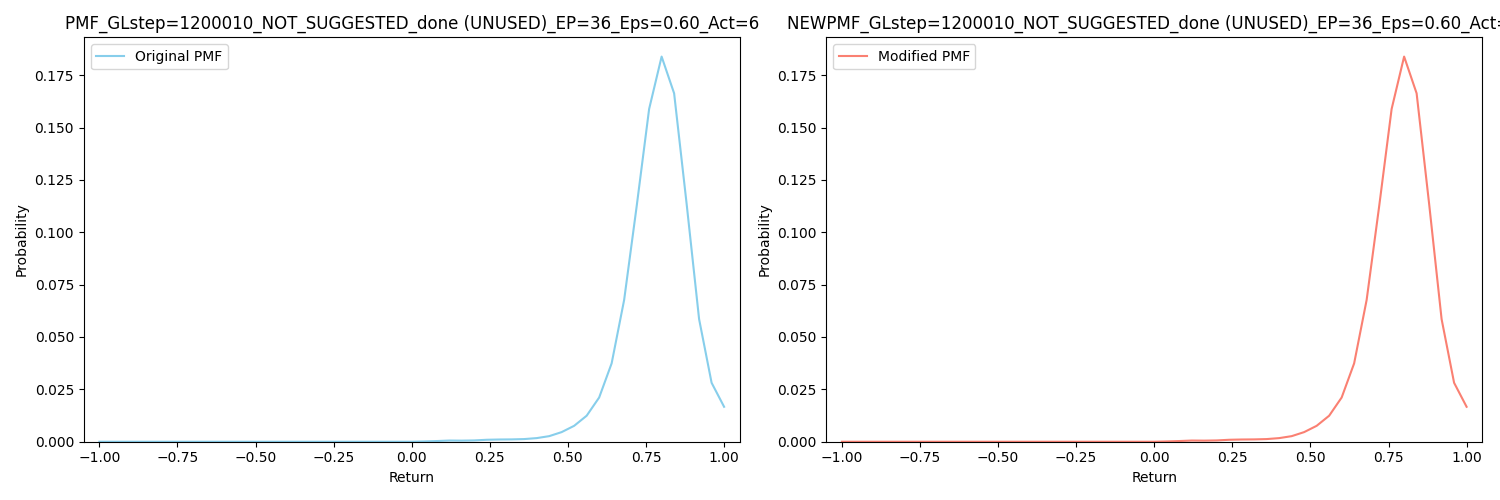 PMF_GLstep=1200010_NOT_SUGGESTED_done (UNUSED)_EP=36_Eps=0.60_Act=6
Original PMF
Probability
0.175
0.150
0.125
0.100
0.075
0.050
0.025
0.000
−1.00 −0.75 −0.50 −0.25 0.00 0.25 0.50 0.75 1.00
Return
NEWPMF_GLstep=1200010_NOT_SUGGESTED_done (UNUSED)_EP=36_Eps=0.60_Act=
Modified PMF
Probability
0.175
0.150
0.125
0.100
0.075
0.050
0.025
0.000
−1.00 −0.75 −0.50 −0.25 0.00 0.25 0.50 0.75 1.00
Return